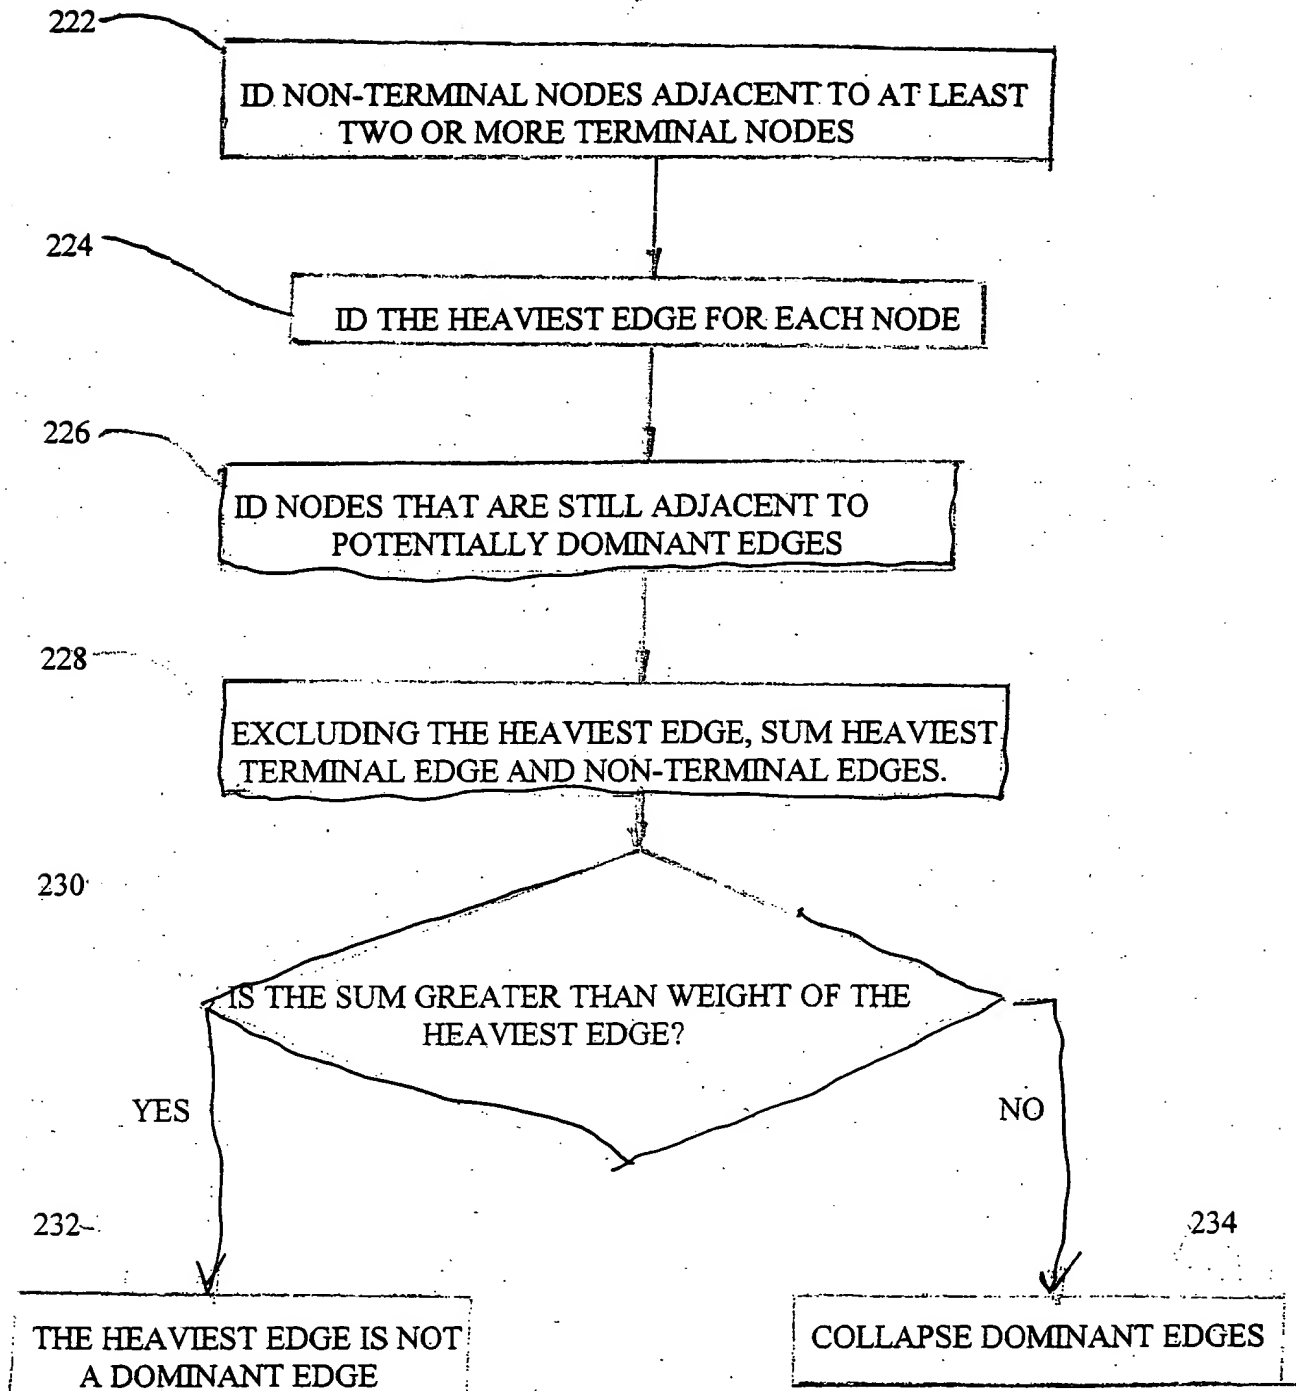 222
ID NON-TERMINAL NODES ADJACENT TO AT LEAST
TWO OR MORE TERMINAL NODES
224
ID THE HEAVIEST EDGE FOR EACH NODE
226
ID NODES THAT ARE STILL ADJACENT TO
POTENTIALLY DOMINANT EDGES
228
EXCLUDING THE HEAVIEST EDGE, SUM HEAVIEST
TERMINAL EDGE AND NON-TERMINAL EDGES.
230
IS THE SUM GREATER THAN WEIGHT OF THE
HEAVIEST EDGE?
YES
NO
232
234
THE HEAVIEST EDGE IS NOT
A DOMINANT EDGE
COLLAPSE DOMINANT EDGES